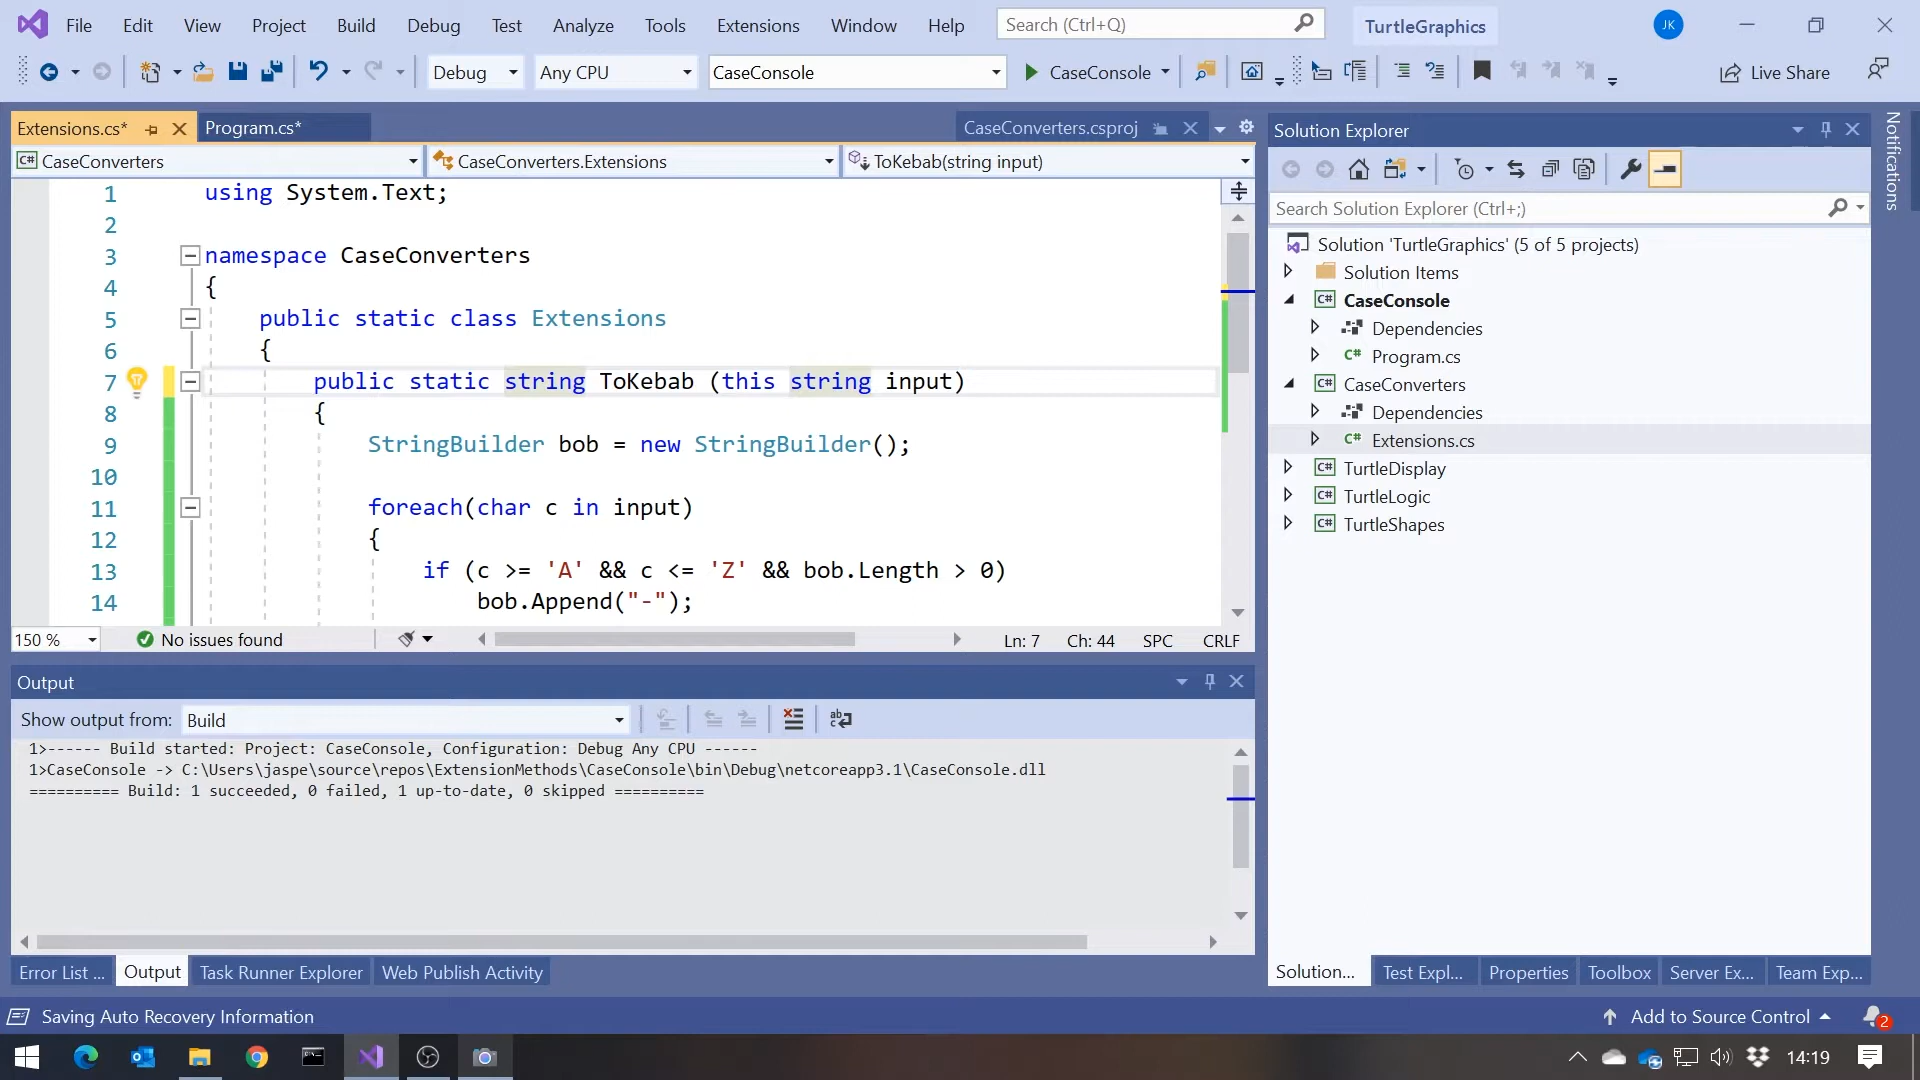 File Edit View Project Build Debug Test Analyze Tools Extensions Window Help Search (Ctrl+Q) TurtleGraphics JK
Debug Any CPU CaseConsole CaseConsole Live Share
Extensions.cs* Program.cs* CaseConverters.csproj
CaseConverters CaseConverters.Extensions ToKebab(string input)
1 using System.Text;
2
3 namespace CaseConverters
4 {
5 public static class Extensions
6 {
7 public static string ToKebab (this string input)
8 {
9 StringBuilder bob = new StringBuilder();
10
11 foreach(char c in input)
12 {
13 if (c >= 'A' && c <= 'Z' && bob.Length > 0)
14 bob.Append("-");
150 % No issues found Ln: 7 Ch: 44 SPC CRLF
Output
Show output from: Build
1>------ Build started: Project: CaseConsole, Configuration: Debug Any CPU ------
1>CaseConsole -> C:\Users\jaspe\source\repos\ExtensionMethods\CaseConsole\bin\Debug\netcoreapp3.1\CaseConsole.dll
========== Build: 1 succeeded, 0 failed, 1 up-to-date, 0 skipped ==========
Error List ... Output Task Runner Explorer Web Publish Activity
Solution Explorer
Search Solution Explorer (Ctrl+;)
Solution 'TurtleGraphics' (5 of 5 projects)
Solution Items
C# CaseConsole
Dependencies
C# Program.cs
C# CaseConverters
Dependencies
C# Extensions.cs
C# TurtleDisplay
C# TurtleLogic
C# TurtleShapes
Solution... Test Expl... Properties Toolbox Server Ex... Team Exp...
Notifications
Saving Auto Recovery Information Add to Source Control 2
14:19